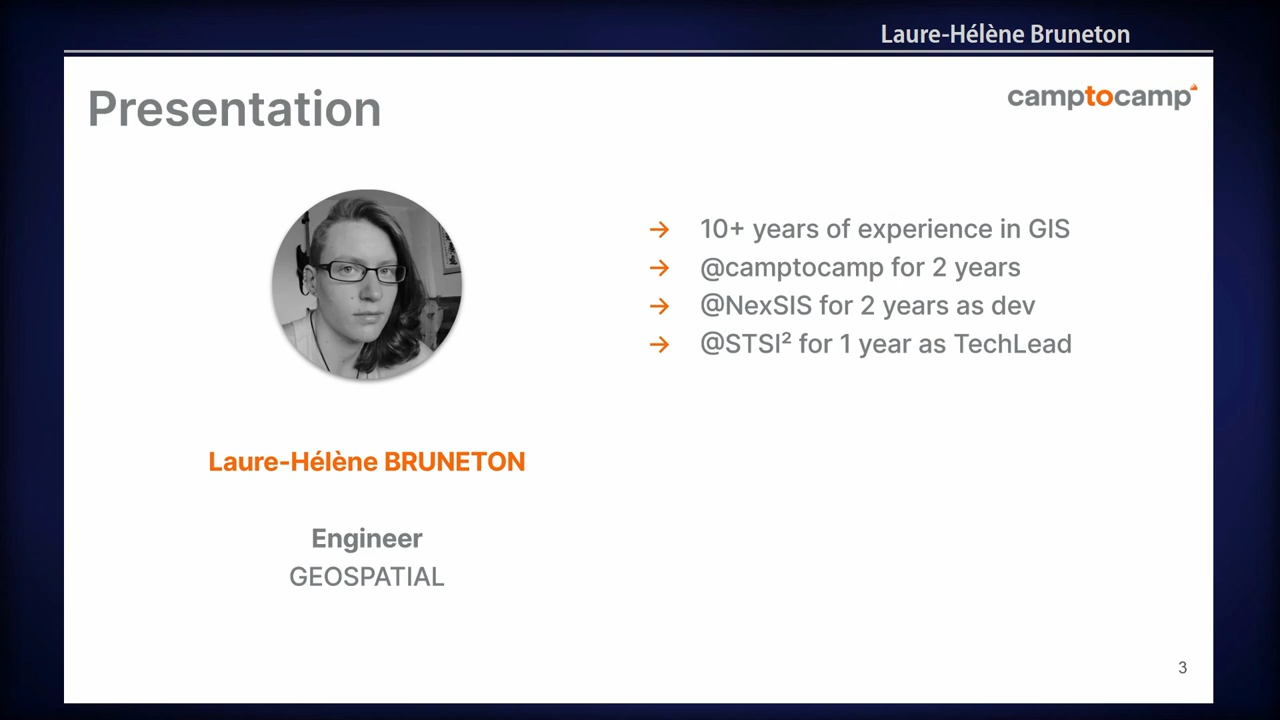 Laure-Hélène Bruneton
Presentation
camptocamp
→ 10+ years of experience in GIS
→ @camptocamp for 2 years
→ @NexSIS for 2 years as dev
→ @STSI² for 1 year as TechLead
Laure-Hélène BRUNETON
Engineer
GEOSPATIAL
3